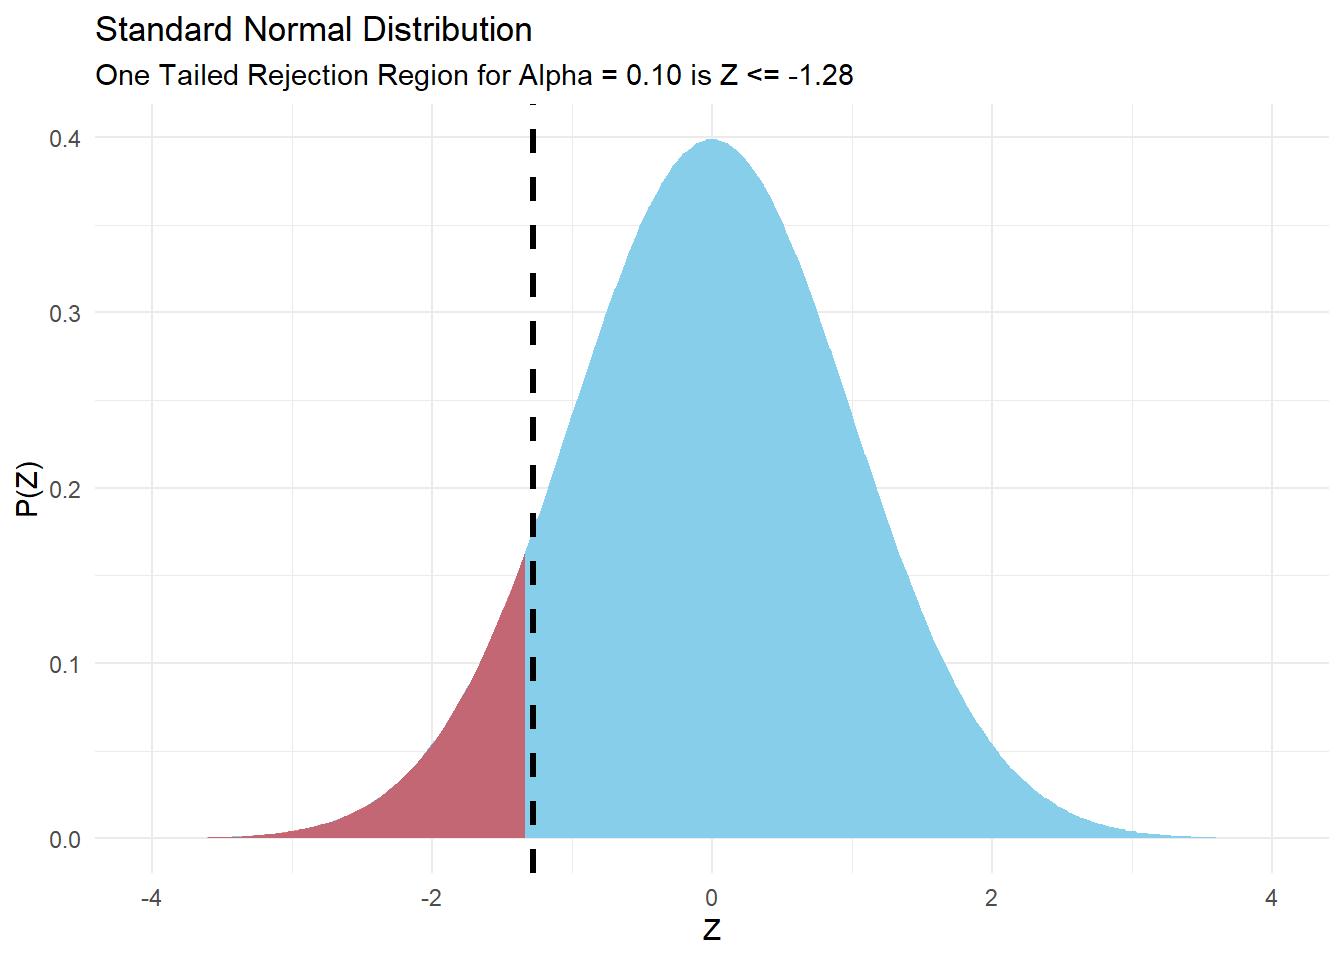 Standard Normal Distribution
One Tailed Rejection Region for Alpha = 0.10 is Z <= -1.28
0.4
0.3
0.2
0.1
0.0
P(Z)
-4
-2
0
2
4
Z